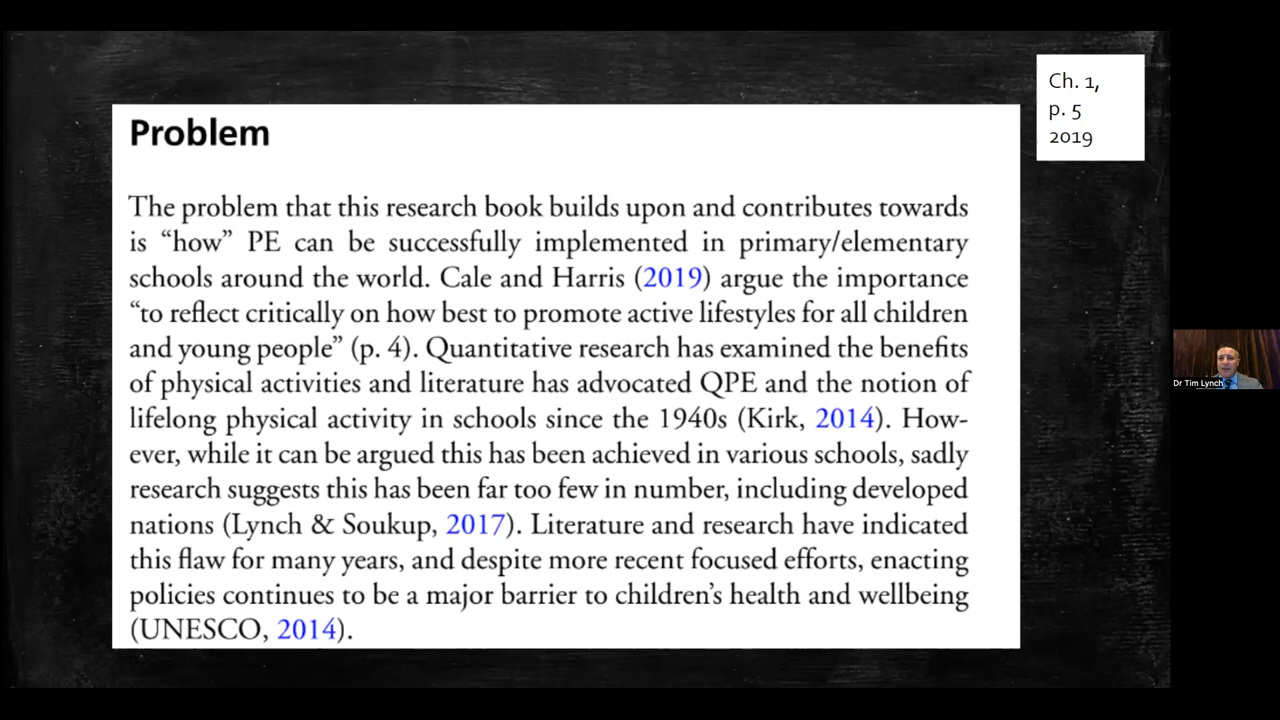 Problem
The problem that this research book builds upon and contributes towards
is “how” PE can be successfully implemented in primary/elementary
schools around the world. Cale and Harris (2019) argue the importance
“to reflect critically on how best to promote active lifestyles for all children
and young people” (p. 4). Quantitative research has examined the benefits
of physical activities and literature has advocated QPE and the notion of
lifelong physical activity in schools since the 1940s (Kirk, 2014). How-
ever, while it can be argued this has been achieved in various schools, sadly
research suggests this has been far too few in number, including developed
nations (Lynch & Soukup, 2017). Literature and research have indicated
this flaw for many years, and despite more recent focused efforts, enacting
policies continues to be a major barrier to children’s health and wellbeing
(UNESCO, 2014).
Ch. 1,
p. 5
2019
Dr Tim Lynch